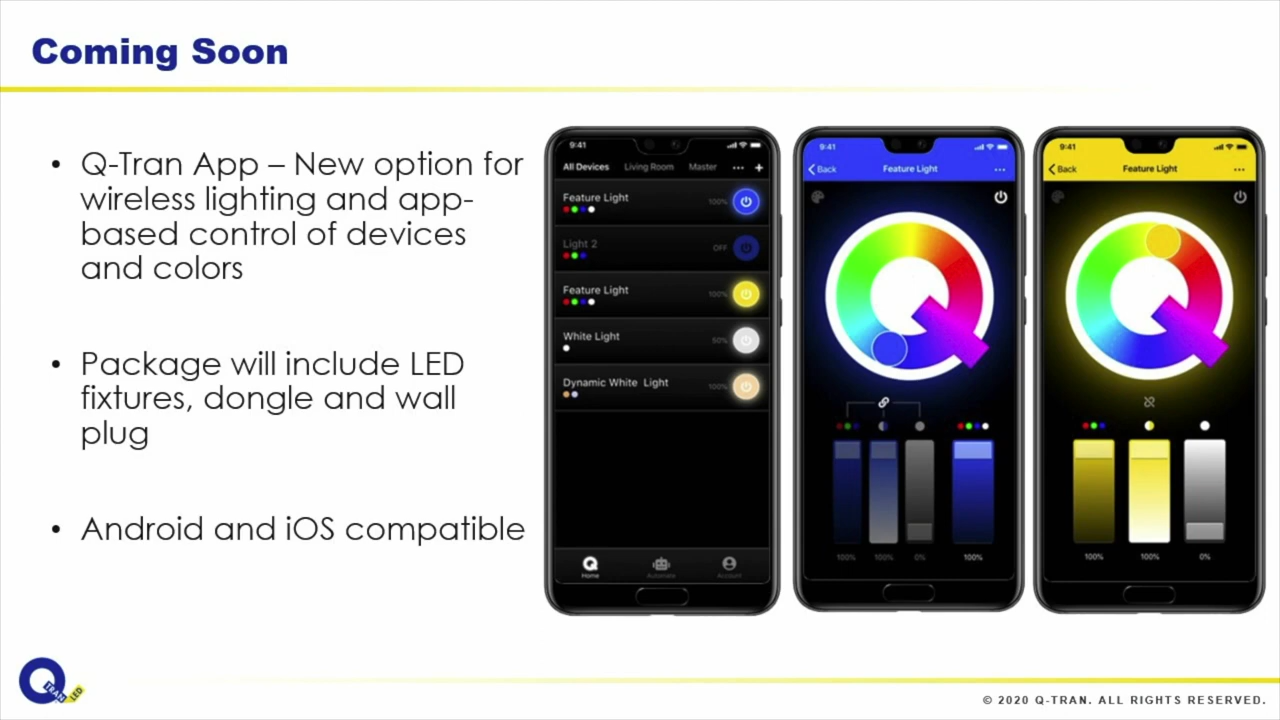 Coming Soon
• Q-Tran App – New option for
wireless lighting and app-
based control of devices
and colors
• Package will include LED
fixtures, dongle and wall
plug
• Android and iOS compatible
9:41
All Devices Living Room Master
Feature Light 100%
Light 2 OFF
Feature Light 100%
White Light 50%
Dynamic White Light 100%
Home Automate Account
9:41
Back Feature Light
100% 100% 0% 100%
9:41
Back Feature Light
100% 100% 0%
Q TRAN LED
© 2020 Q-TRAN. ALL RIGHTS RESERVED.